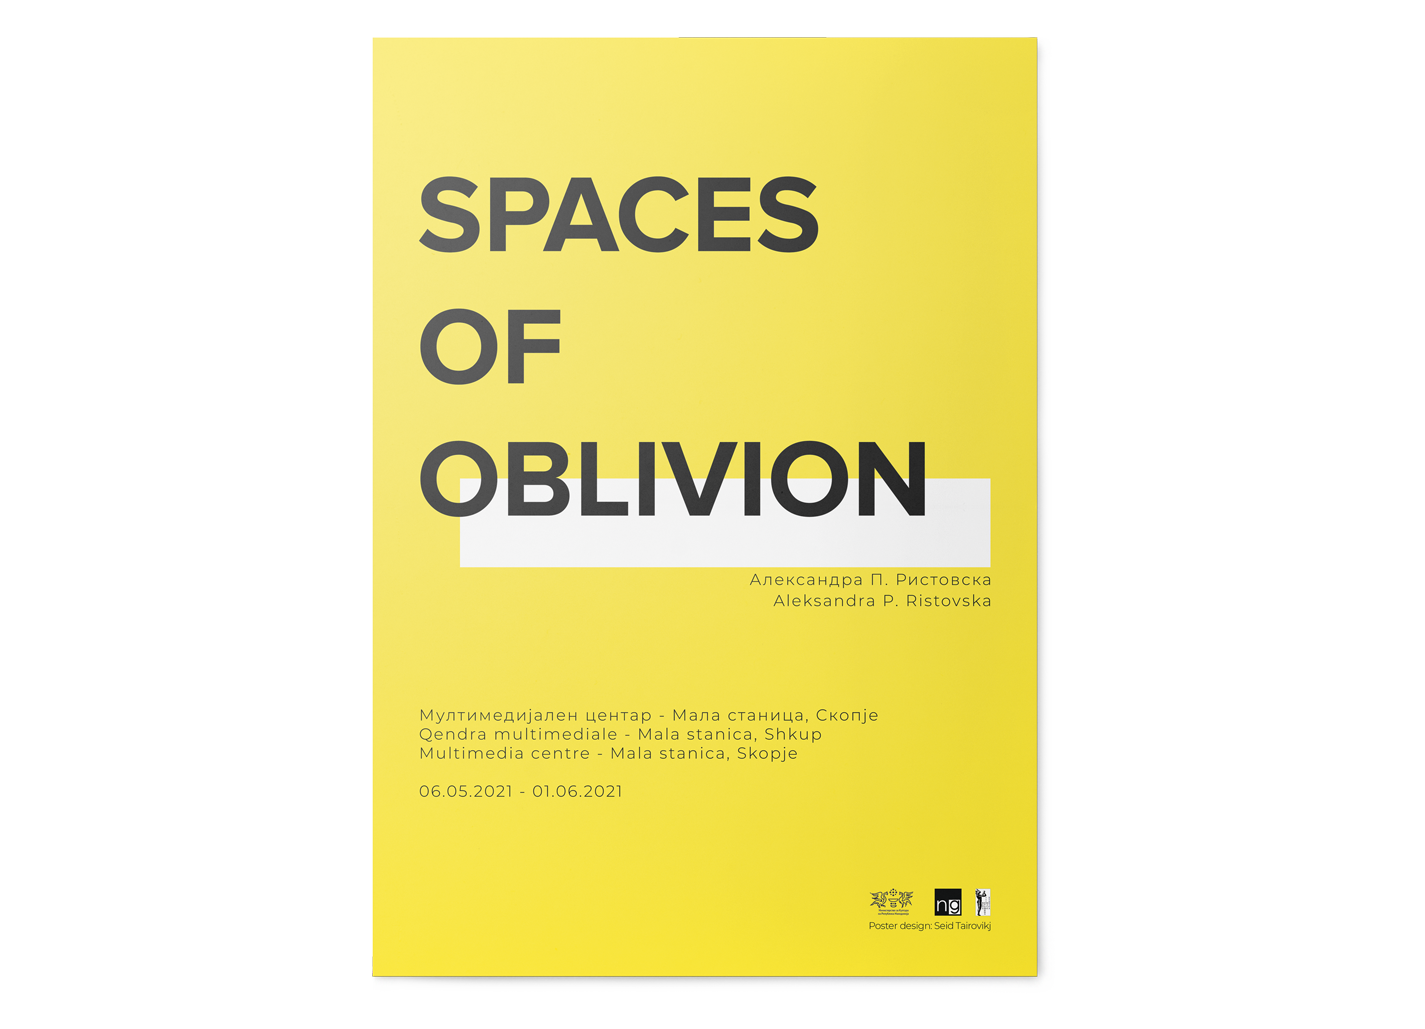 SPACES
OF
OBLIVION
Александра П. Ристовска
Aleksandra P. Ristovska
Мултимедијален центар - Мала станица, Скопје
Qendra multimediale - Mala stanica, Shkup
Multimedia centre - Mala stanica, Skopje
06.05.2021 - 01.06.2021
ng
Poster design: Seid Tairovikj